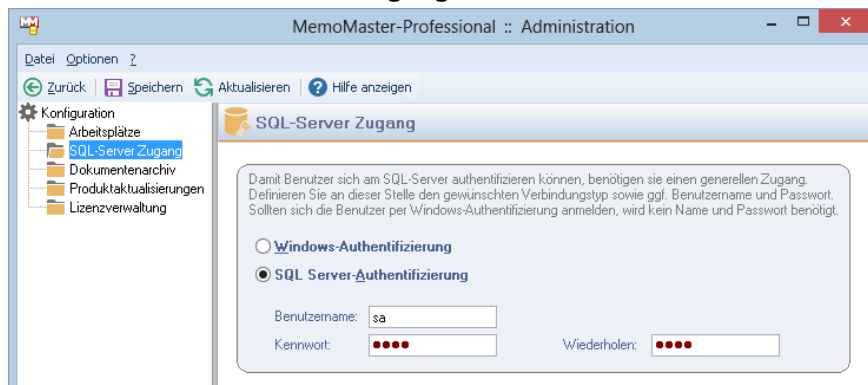 MemoMaster-Professional :: Administration
Datei Optionen ?
Zurück Speichern Aktualisieren Hilfe anzeigen
Konfiguration
Arbeitsplätze
SQL-Server Zugang
Dokumentenarchiv
Produktaktualisierungen
Lizenzverwaltung
SQL-Server Zugang
Damit Benutzer sich am SQL-Server authentifizieren können, benötigen sie einen generellen Zugang.
Definieren Sie an dieser Stelle den gewünschten Verbindungstyp sowie ggf. Benutzername und Passwort.
Sollten sich die Benutzer per Windows-Authentifizierung anmelden, wird kein Name und Passwort benötigt.
Windows-Authentifizierung
SQL Server-Authentifizierung
Benutzername: sa
Kennwort: ●●●● Wiederholen: ●●●●